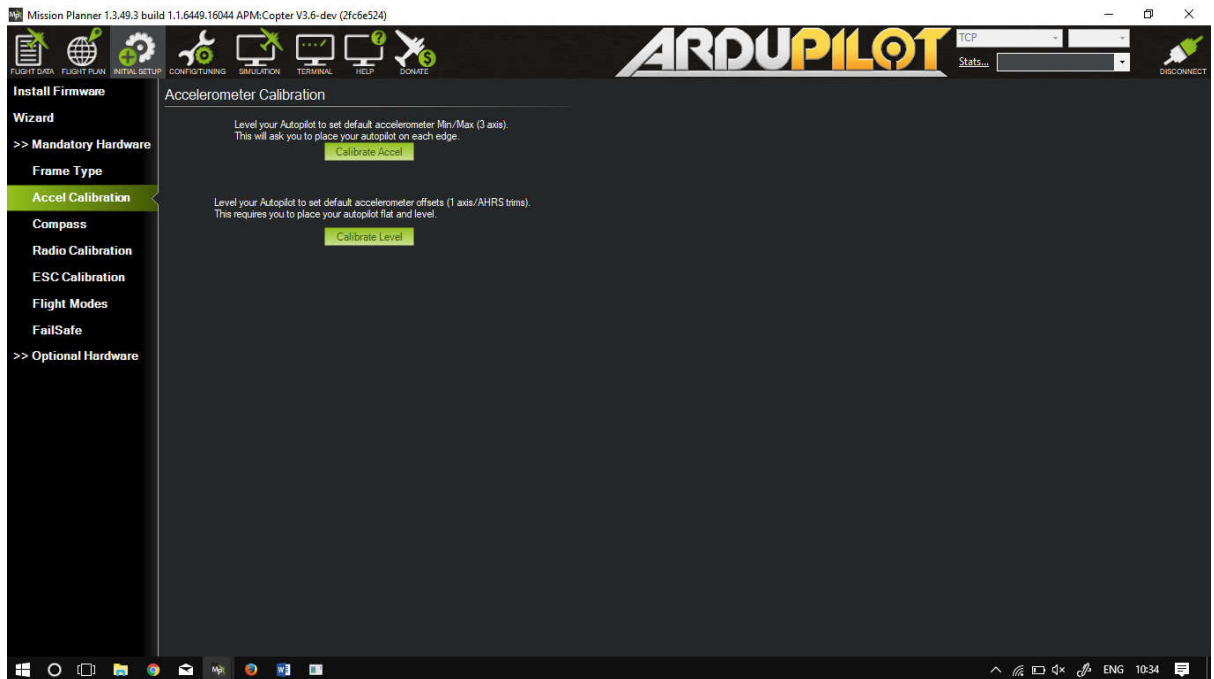 Mission Planner 1.3.49.3 build 1.1.6449.16044 APM:Copter V3.6-dev (2fc6e524)
FLIGHT DATA FLIGHT PLAN INITIAL SETUP CONFIG/TUNING SIMULATION TERMINAL HELP DONATE
ARDUPILOT
TCP
Stats...
DISCONNECT
Install Firmware
Wizard
>> Mandatory Hardware
Frame Type
Accel Calibration
Compass
Radio Calibration
ESC Calibration
Flight Modes
FailSafe
>> Optional Hardware
Accelerometer Calibration
Level your Autopilot to set default accelerometer Min/Max (3 axis).
This will ask you to place your autopilot on each edge.
Calibrate Accel
Level your Autopilot to set default accelerometer offsets (1 axis/AHRS trims).
This requires you to place your autopilot flat and level.
Calibrate Level
ENG 10:34